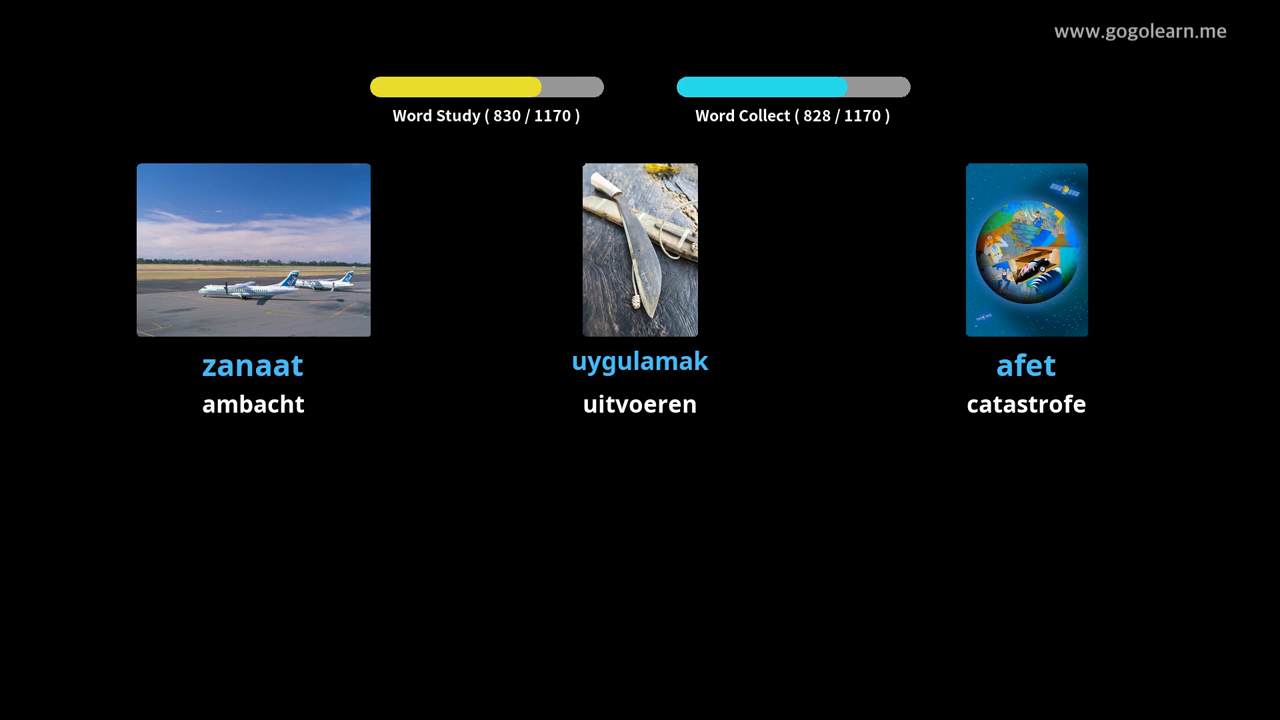 www.gogolearn.me
Word Study ( 830 / 1170 )
Word Collect ( 828 / 1170 )
zanaat
uygulamak
afet
ambacht
uitvoeren
catastrofe